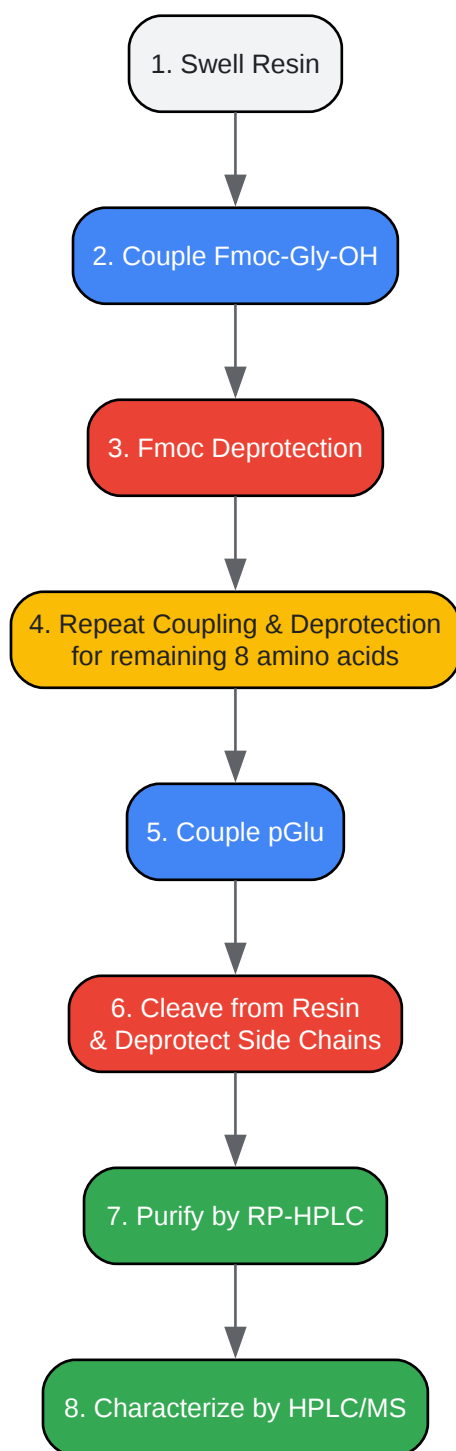 1. Swell Resin
2. Couple Fmoc-Gly-OH
3. Fmoc Deprotection
4. Repeat Coupling & Deprotection
for remaining 8 amino acids
5. Couple pGlu
6. Cleave from Resin
& Deprotect Side Chains
7. Purify by RP-HPLC
8. Characterize by HPLC/MS